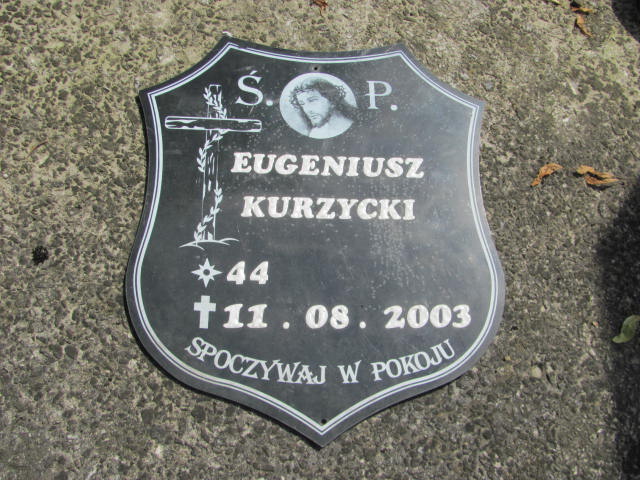 Ś. P.
EUGENIUSZ
KURZYCKI
44
11 . 08 . 2003
SPOCZYWAJ W POKOJU